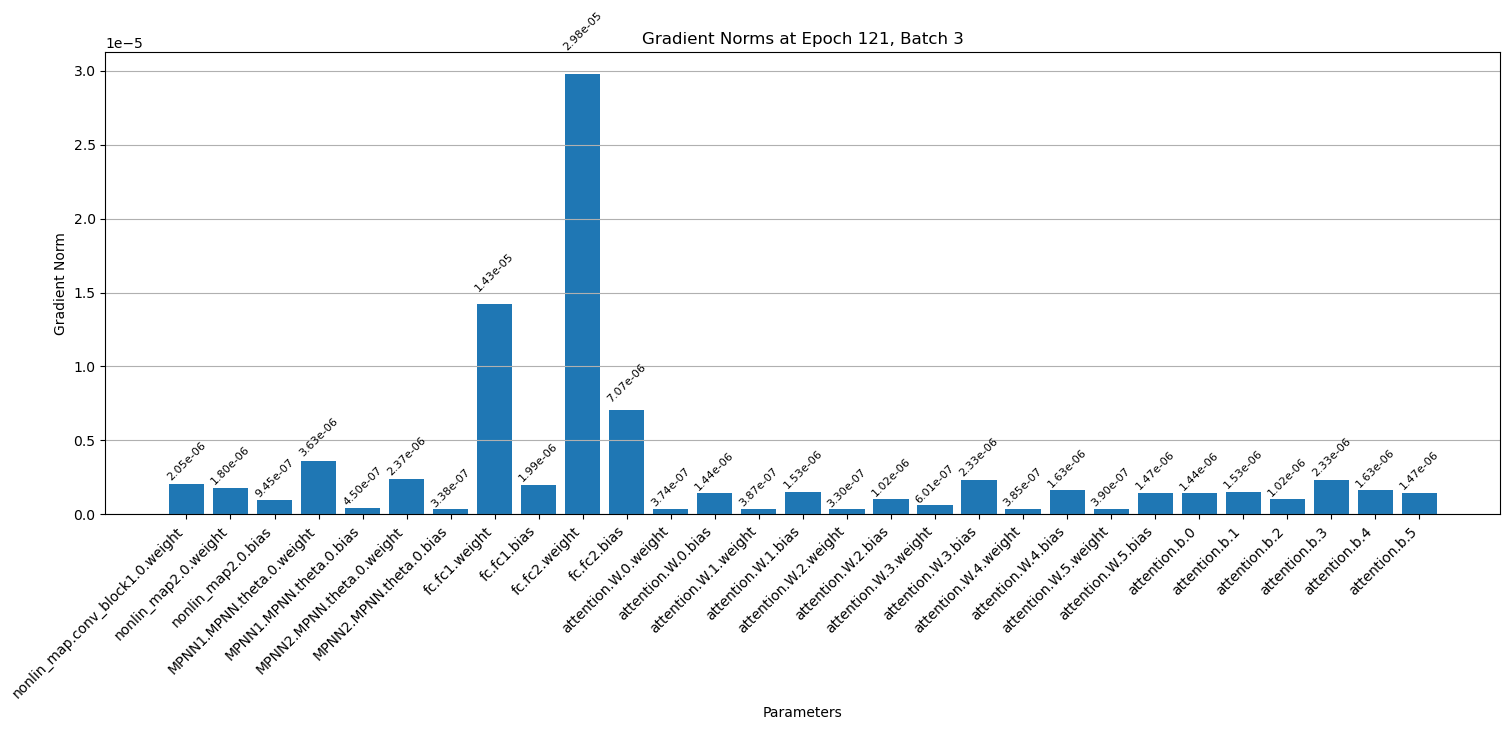 Gradient Norms at Epoch 121, Batch 3
1e−5
3.0
2.5
2.0
1.5
1.0
0.5
0.0
Gradient Norm
2.05e-06
1.80e-06
9.45e-07
3.63e-06
4.50e-07
2.37e-06
3.38e-07
1.43e-05
1.99e-06
2.98e-05
7.07e-06
3.74e-07
1.44e-06
3.87e-07
1.53e-06
3.30e-07
1.02e-06
6.01e-07
2.33e-06
3.85e-07
1.63e-06
3.90e-07
1.47e-06
1.44e-06
1.53e-06
1.02e-06
2.33e-06
1.63e-06
1.47e-06
nonlin_map.conv_block1.0.weight
nonlin_map2.0.weight
nonlin_map2.0.bias
MPNN1.MPNN.theta.0.weight
MPNN1.MPNN.theta.0.bias
MPNN2.MPNN.theta.0.weight
MPNN2.MPNN.theta.0.bias
fc.fc1.weight
fc.fc1.bias
fc.fc2.weight
fc.fc2.bias
attention.W.0.weight
attention.W.0.bias
attention.W.1.weight
attention.W.1.bias
attention.W.2.weight
attention.W.2.bias
attention.W.3.weight
attention.W.3.bias
attention.W.4.weight
attention.W.4.bias
attention.W.5.weight
attention.W.5.bias
attention.b.0
attention.b.1
attention.b.2
attention.b.3
attention.b.4
attention.b.5
Parameters